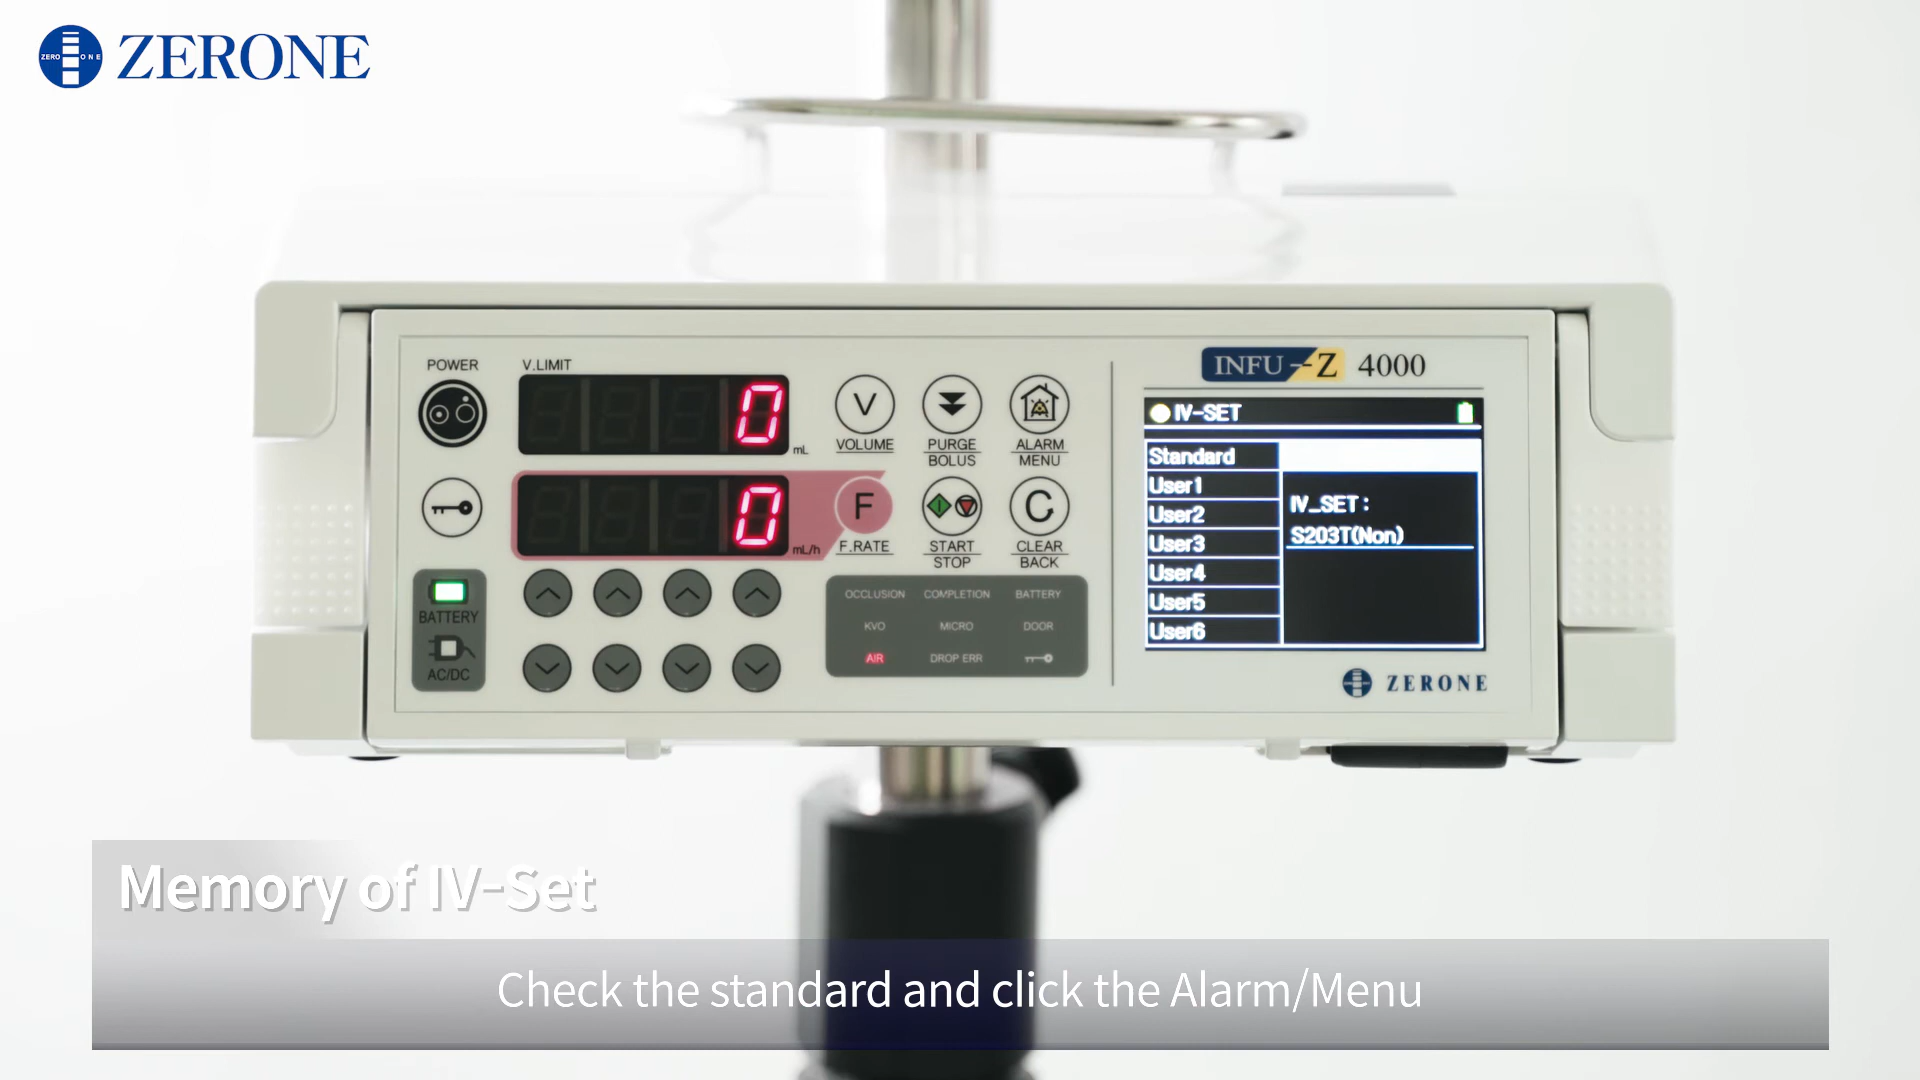 ZERO ONE ZERONE
INFU-Z 4000
POWER
V.LIMIT
0
mL
V
VOLUME
PURGE
BOLUS
ALARM
MENU
0
mL/h
F
F.RATE
START
STOP
C
CLEAR
BACK
BATTERY
AC/DC
OCCLUSION COMPLETION BATTERY
KVO MICRO DOOR
AIR DROP ERR
IV-SET
Standard
User1
User2
User3
User4
User5
User6
IV_SET :
S203T(Non)
ZERONE
Memory of IV-Set
Check the standard and click the Alarm/Menu